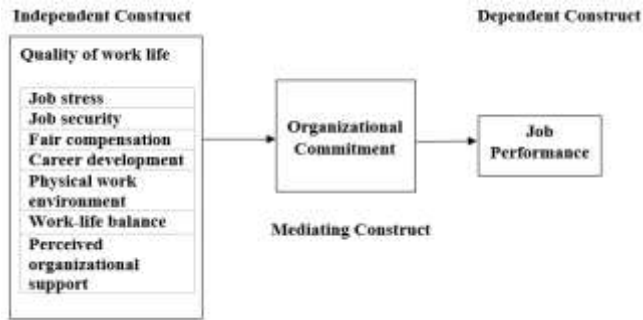 Independent Construct
Dependent Construct
Quality of work life
Job stress
Job security
Fair compensation
Career development
Physical work
environment
Work-life balance
Perceived
organizational
support
Organizational
Commitment
Mediating Construct
Job
Performance